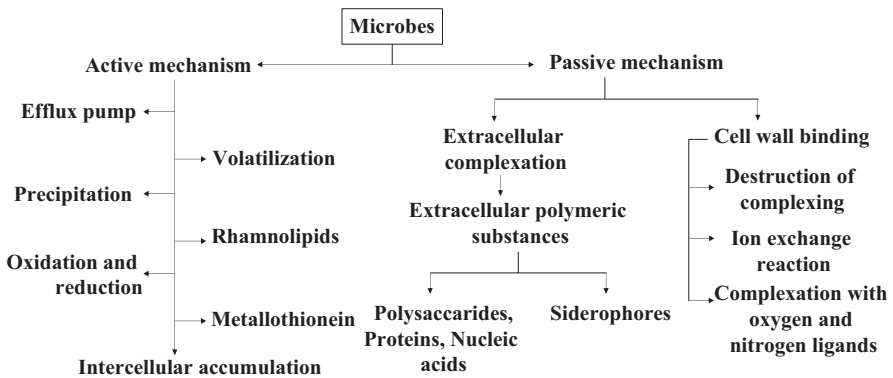 Microbes
Active mechanism
Passive mechanism
Efflux pump
Volatilization
Precipitation
Rhamnolipids
Oxidation and
reduction
Metallothionein
Intercellular accumulation
Extracellular
complexation
Extracellular polymeric
substances
Polysaccarides,
Proteins, Nucleic
acids
Siderophores
Cell wall binding
Destruction of
complexing
Ion exchange
reaction
Complexation with
oxygen and
nitrogen ligands